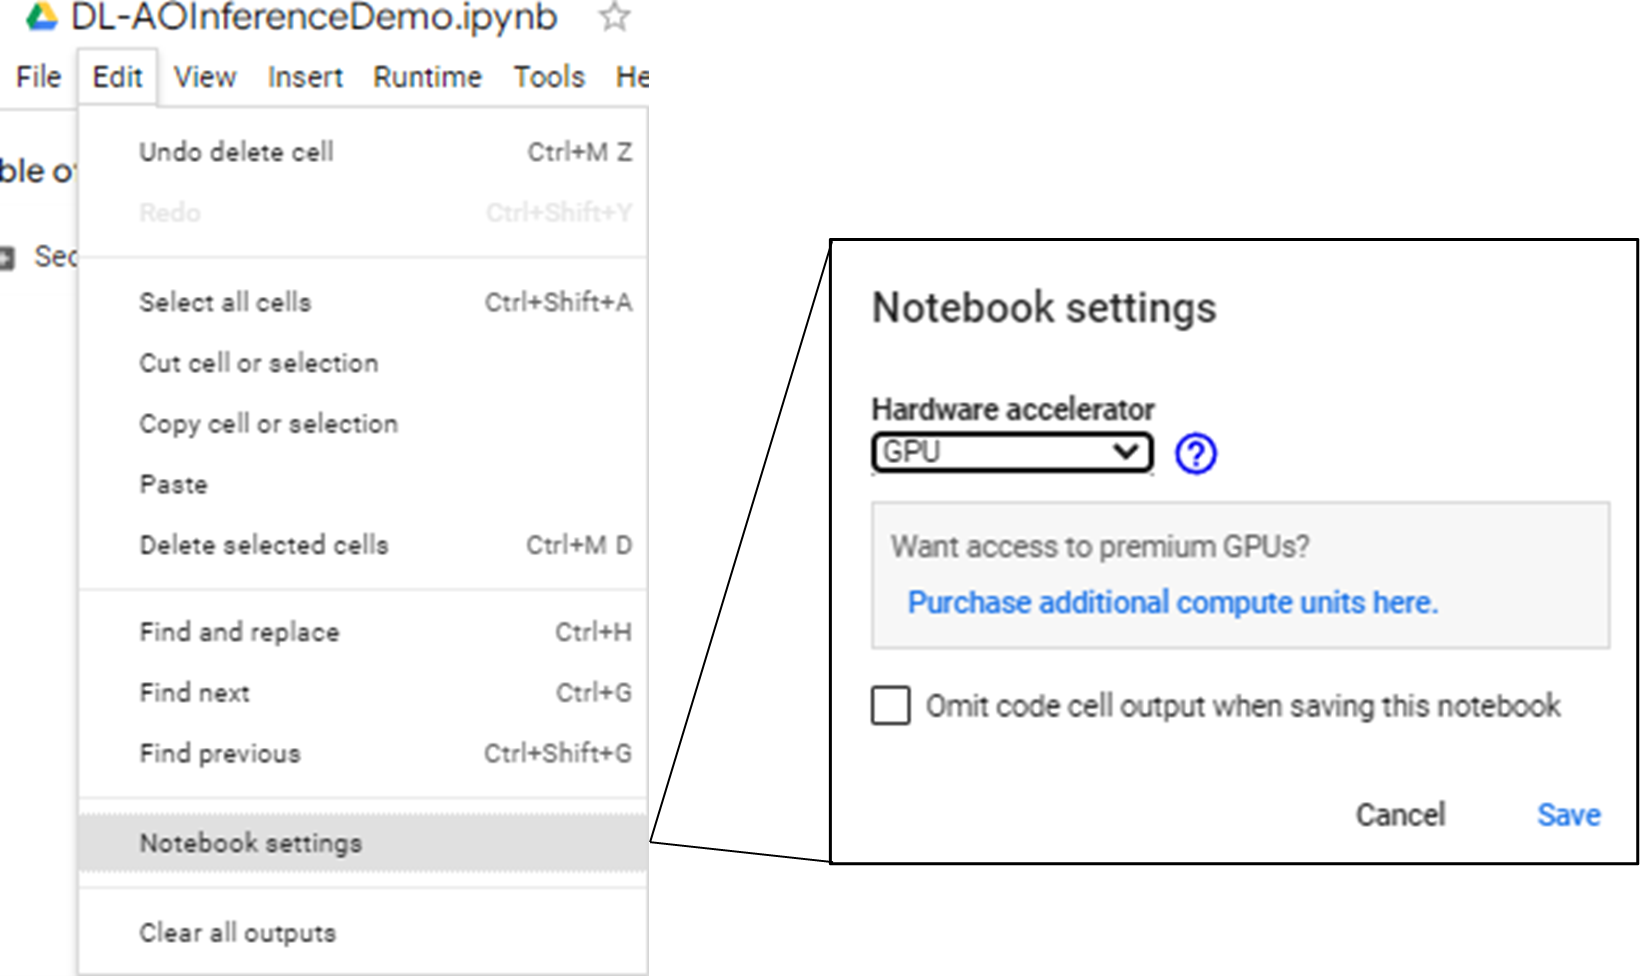 DL-AOInferenceDemo.ipynb
File Edit View Insert Runtime Tools He
ble o
Sec
Undo delete cell Ctrl+M Z
Redo Ctrl+Shift+Y
Select all cells Ctrl+Shift+A
Cut cell or selection
Copy cell or selection
Paste
Delete selected cells Ctrl+M D
Find and replace Ctrl+H
Find next Ctrl+G
Find previous Ctrl+Shift+G
Notebook settings
Clear all outputs
Notebook settings
Hardware accelerator
GPU ?
Want access to premium GPUs?
Purchase additional compute units here.
Omit code cell output when saving this notebook
Cancel Save